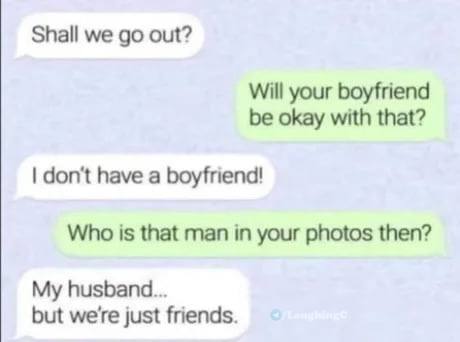 Shall we go out?
Will your boyfriend
be okay with that?
I don't have a boyfriend!
Who is that man in your photos then?
My husband...
but we're just friends.
/LaughingC